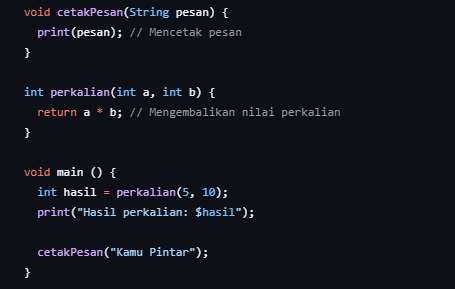 void cetakPesan(String pesan) {
  print(pesan); // Mencetak pesan
}

int perkalian(int a, int b) {
  return a * b; // Mengembalikan nilai perkalian
}

void main () {
  int hasil = perkalian(5, 10);
  print("Hasil perkalian: $hasil");

  cetakPesan("Kamu Pintar");
}